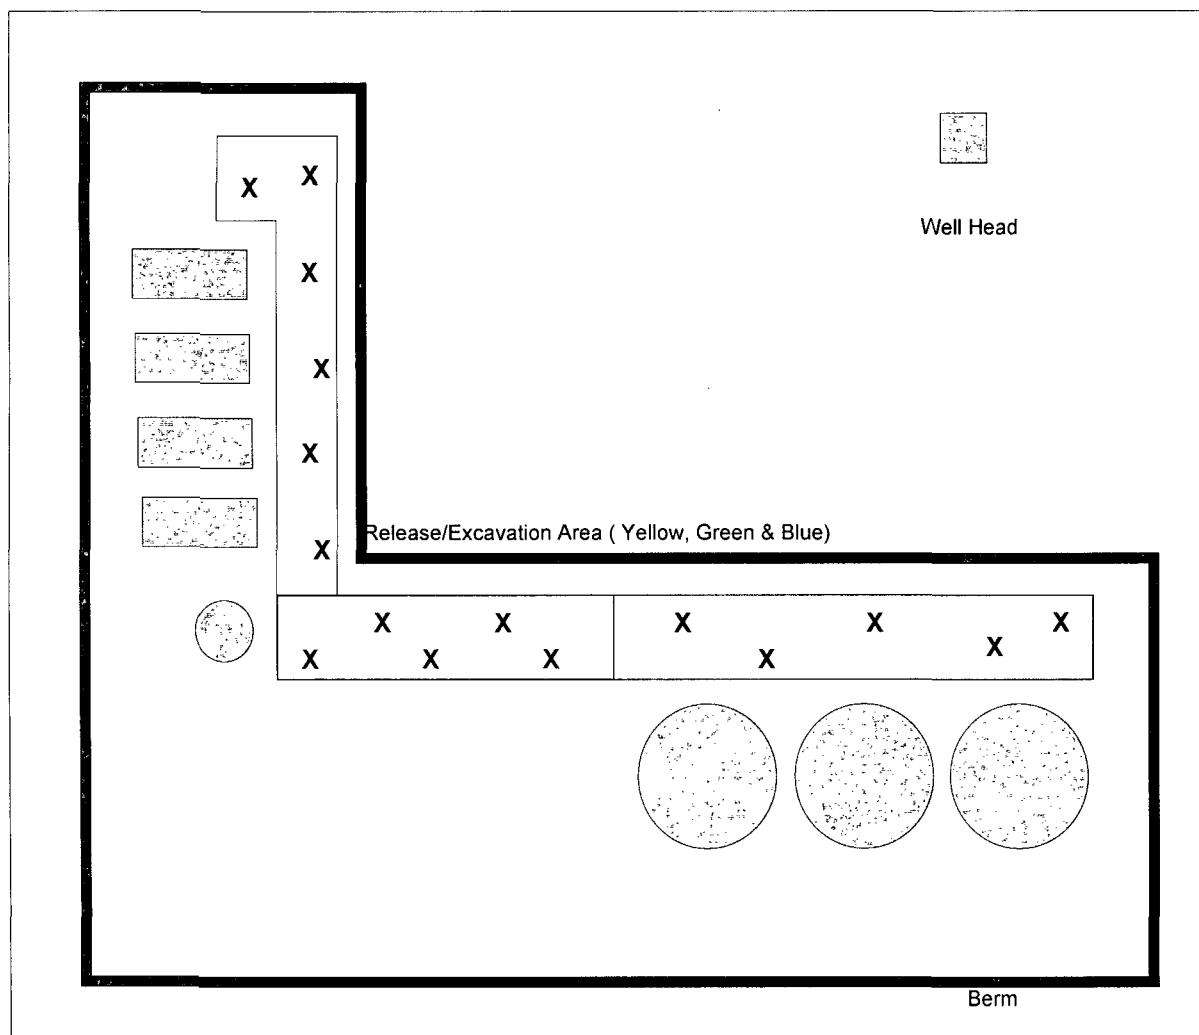 X X
Well Head
X
X
X
Release/Excavation Area ( Yellow, Green & Blue)
X
X X X X X
X X X X X
Berm